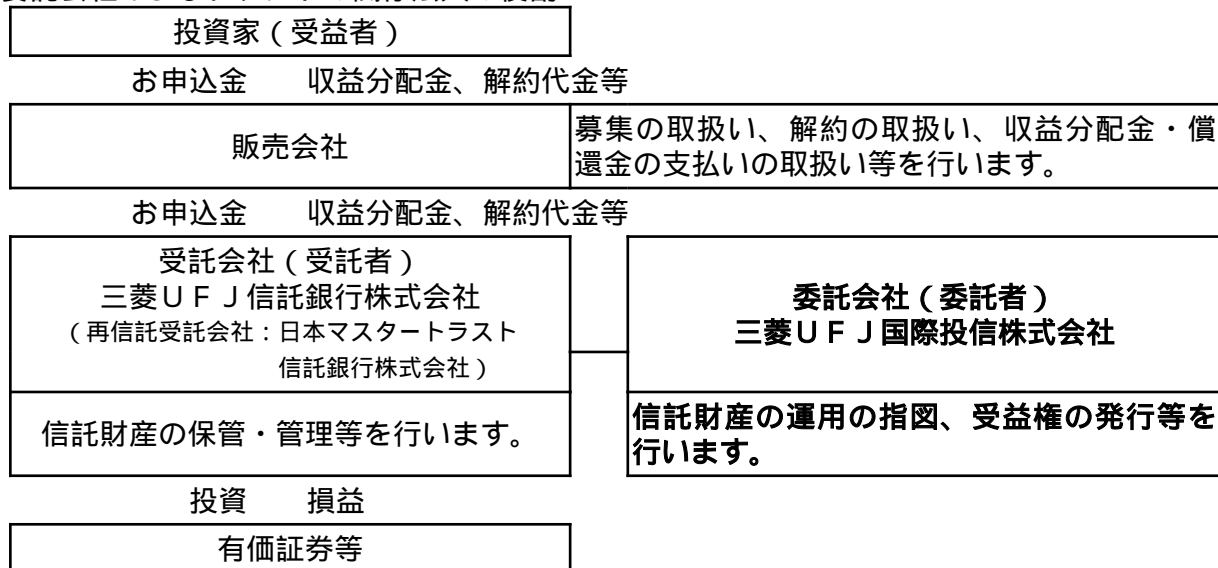 投資家（受益者）
お申込金　　収益分配金、解約代金等
販売会社
募集の取扱い、解約の取扱い、収益分配金・償
還金の支払いの取扱い等を行います。
お申込金　　収益分配金、解約代金等
受託会社（受託者）
三菱ＵＦＪ信託銀行株式会社
（再信託受託会社：日本マスタートラスト
信託銀行株式会社）
委託会社（委託者）
三菱ＵＦＪ国際投信株式会社
信託財産の保管・管理等を行います。
信託財産の運用の指図、受益権の発行等を
行います。
投資　　損益
有価証券等